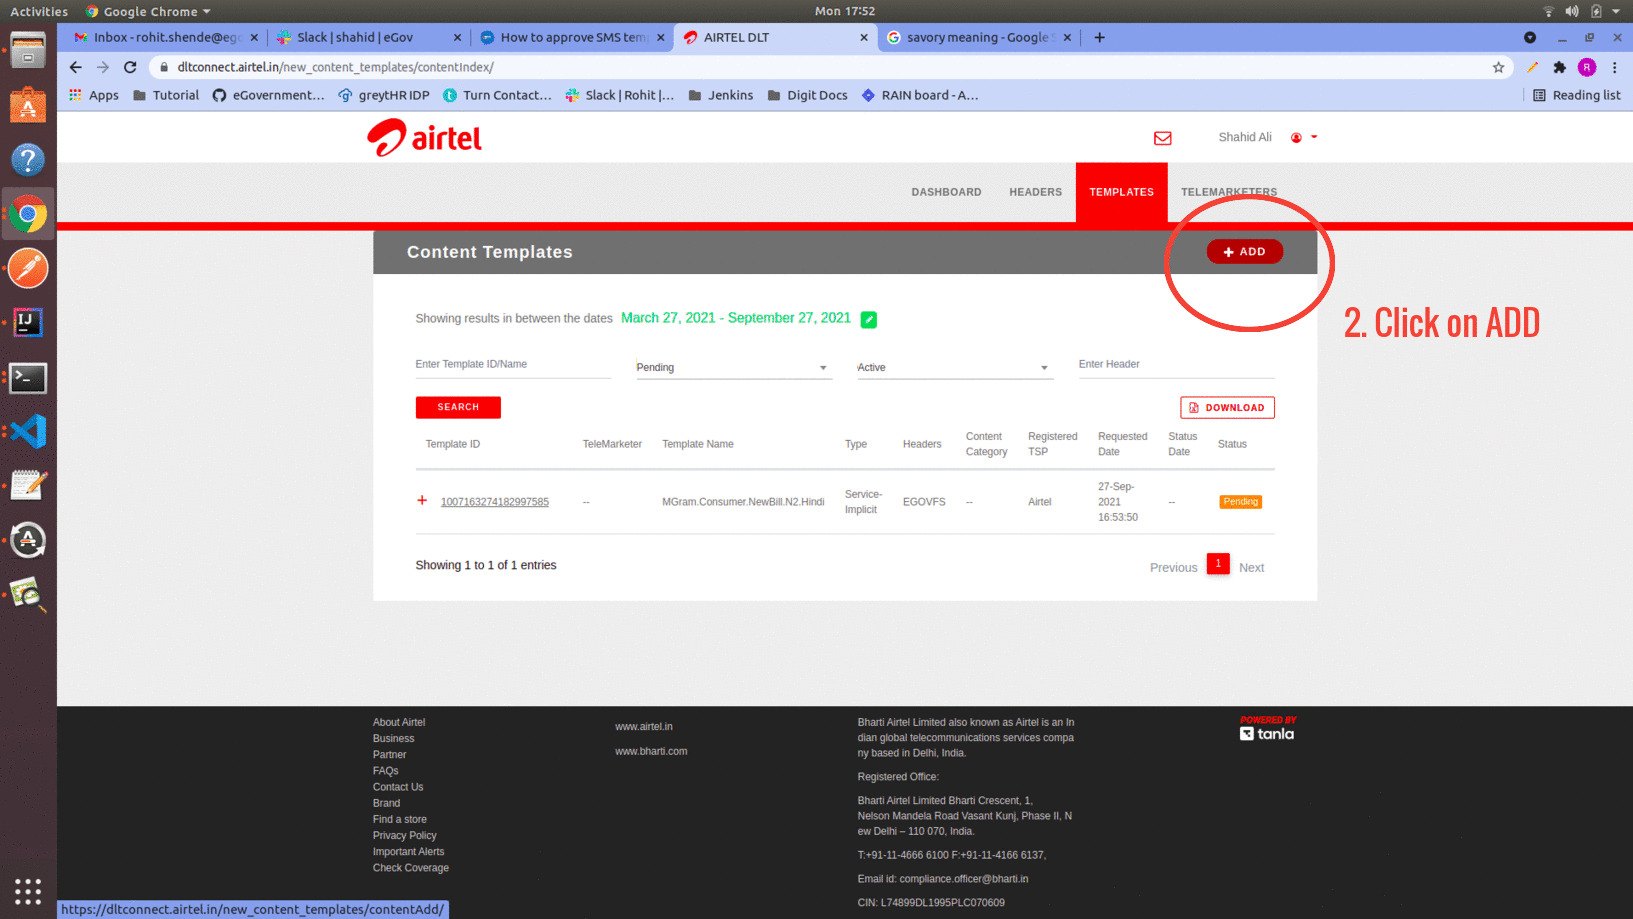 Activities
Google Chrome
Mon 17:52
Inbox - rohit.shende@ego
Slack | shahid | eGov
How to approve SMS temp
AIRTEL DLT
savory meaning - Google S
dltconnect.airtel.in/new_content_templates/contentIndex/
R
Apps
Tutorial
eGovernment...
greytHR IDP
Turn Contact...
Slack | Rohit |...
Jenkins
Digit Docs
RAIN board - A...
Reading list
airtel
Shahid Ali
DASHBOARD
HEADERS
TEMPLATES
TELEMARKETERS
Content Templates
+ ADD
2. Click on ADD
Showing results in between the dates March 27, 2021 - September 27, 2021
Enter Template ID/Name
Pending
Active
Enter Header
SEARCH
DOWNLOAD
Template ID
TeleMarketer
Template Name
Type
Headers
Content
Category
Registered
TSP
Requested
Date
Status
Date
Status
+ 1007163274182997585
--
MGram.Consumer.NewBill.N2.Hindi
Service-
Implicit
EGOVFS
--
Airtel
27-Sep-
2021
16:53:50
--
Pending
Showing 1 to 1 of 1 entries
Previous
1
Next
About Airtel
Business
Partner
FAQs
Contact Us
Brand
Find a store
Privacy Policy
Important Alerts
Check Coverage
www.airtel.in
www.bharti.com
Bharti Airtel Limited also known as Airtel is an In
dian global telecommunications services compa
ny based in Delhi, India.
Registered Office:
Bharti Airtel Limited Bharti Crescent, 1,
Nelson Mandela Road Vasant Kunj, Phase II, N
ew Delhi – 110 070, India.
T:+91-11-4666 6100 F:+91-11-4166 6137,
Email id: compliance.officer@bharti.in
CIN: L74899DL1995PLC070609
POWERED BY
tanla
https://dltconnect.airtel.in/new_content_templates/contentAdd/